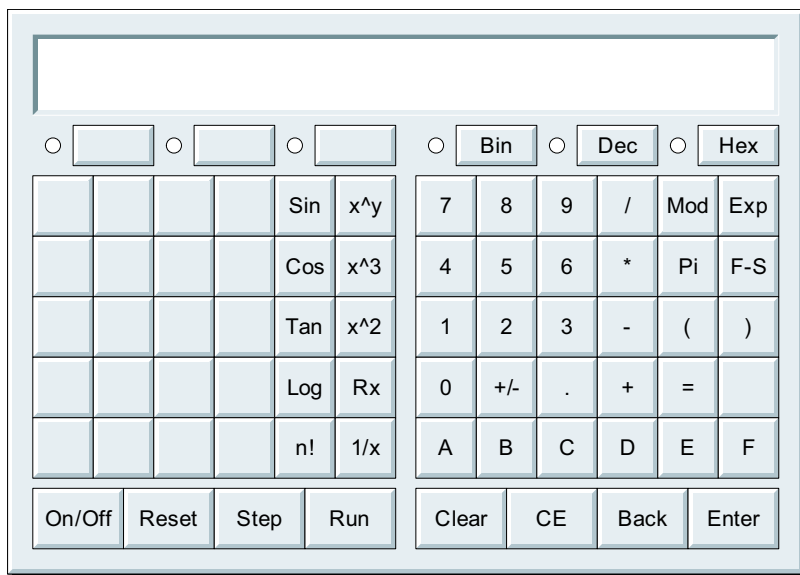 Bin Dec Hex
Sin x^y 7 8 9 / Mod Exp
Cos x^3 4 5 6 * Pi F-S
Tan x^2 1 2 3 - ( )
Log Rx 0 +/- . + =
n! 1/x A B C D E F
On/Off Reset Step Run Clear CE Back Enter